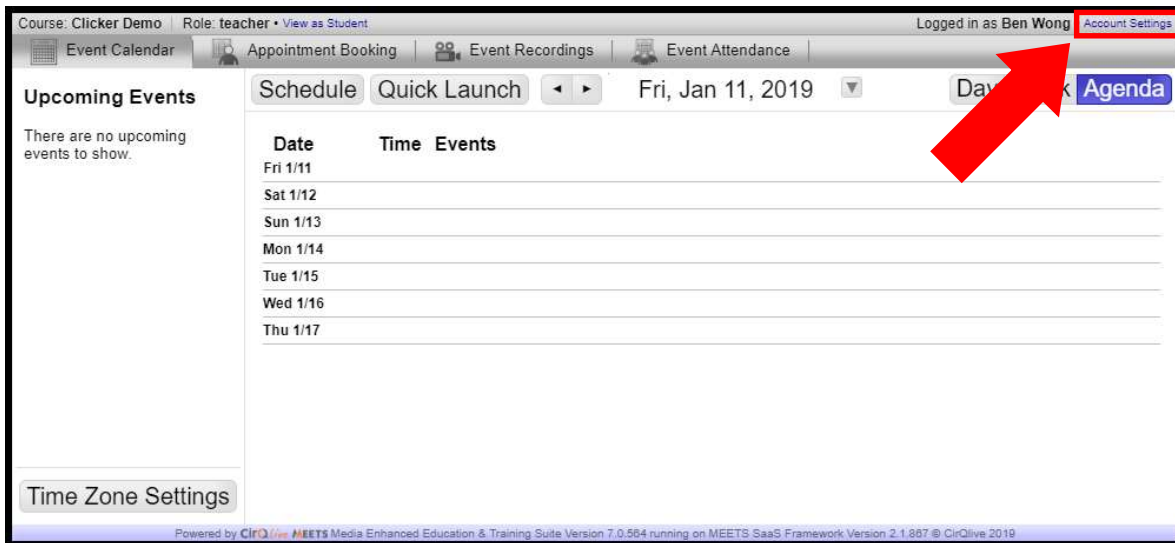 Course: Clicker Demo | Role: teacher • View as Student Logged in as Ben Wong Account Settings
Event Calendar Appointment Booking Event Recordings Event Attendance
Upcoming Events
There are no upcoming
events to show.
Schedule Quick Launch Fri, Jan 11, 2019 Agenda
Date Time Events
Fri 1/11
Sat 1/12
Sun 1/13
Mon 1/14
Tue 1/15
Wed 1/16
Thu 1/17
Time Zone Settings
Powered by CirQlive MEETS Media Enhanced Education & Training Suite Version 7.0.564 running on MEETS SaaS Framework Version 2.1.867 © CirQlive 2019